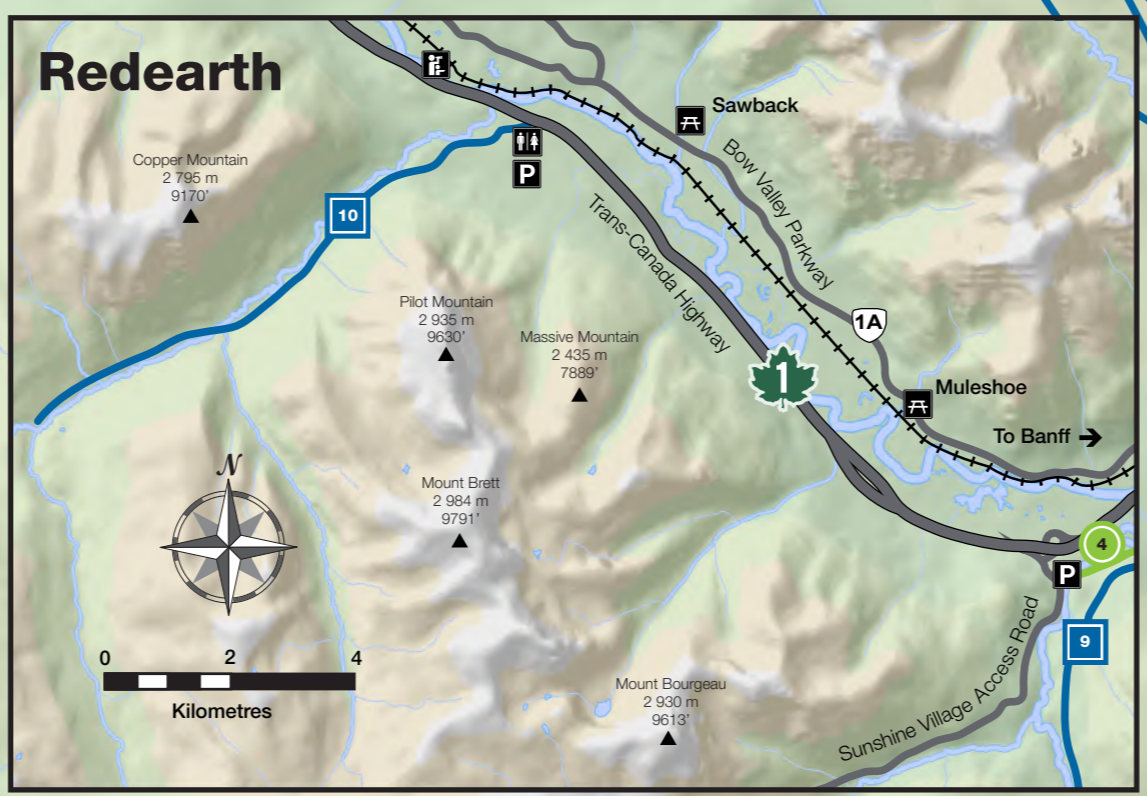 Redearth
Copper Mountain
2 795 m
9170’
10
P
Sawback
Bow Valley Parkway
Trans-Canada Highway
1A
Pilot Mountain
2 935 m
9630’
Massive Mountain
2 435 m
7889’
1
Muleshoe
To Banff
N
Mount Brett
2 984 m
9791’
4
P
9
0 2 4
Kilometres
Sunshine Village Access Road
Mount Bourgeau
2 930 m
9613’